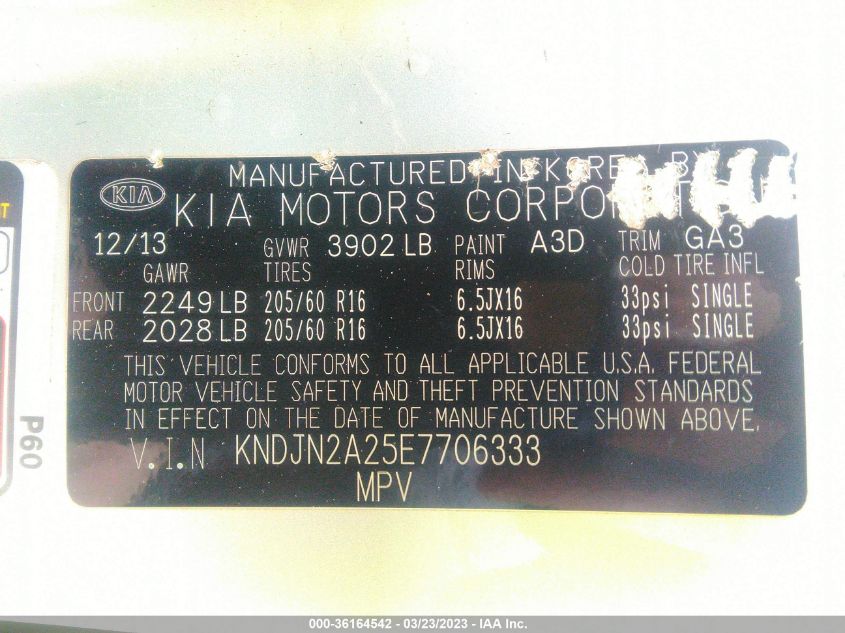 MANUFACTURED IN KOREA BY
KIA KIA MOTORS CORPORATI
12/13 GVWR 3902 LB PAINT A3D TRIM GA3
GAWR TIRES RIMS COLD TIRE INFL
FRONT 2249 LB 205/60 R16 6.5JX16 33psi SINGLE
REAR 2028 LB 205/60 R16 6.5JX16 33psi SINGLE
THIS VEHICLE CONFORMS TO ALL APPLICABLE U.S.A. FEDERAL
MOTOR VEHICLE SAFETY AND THEFT PREVENTION STANDARDS
IN EFFECT ON THE DATE OF MANUFACTURE SHOWN ABOVE.
V.I.N KNDJN2A25E7706333
MPV
P60
000-36164542 - 03/23/2023 - IAA Inc.